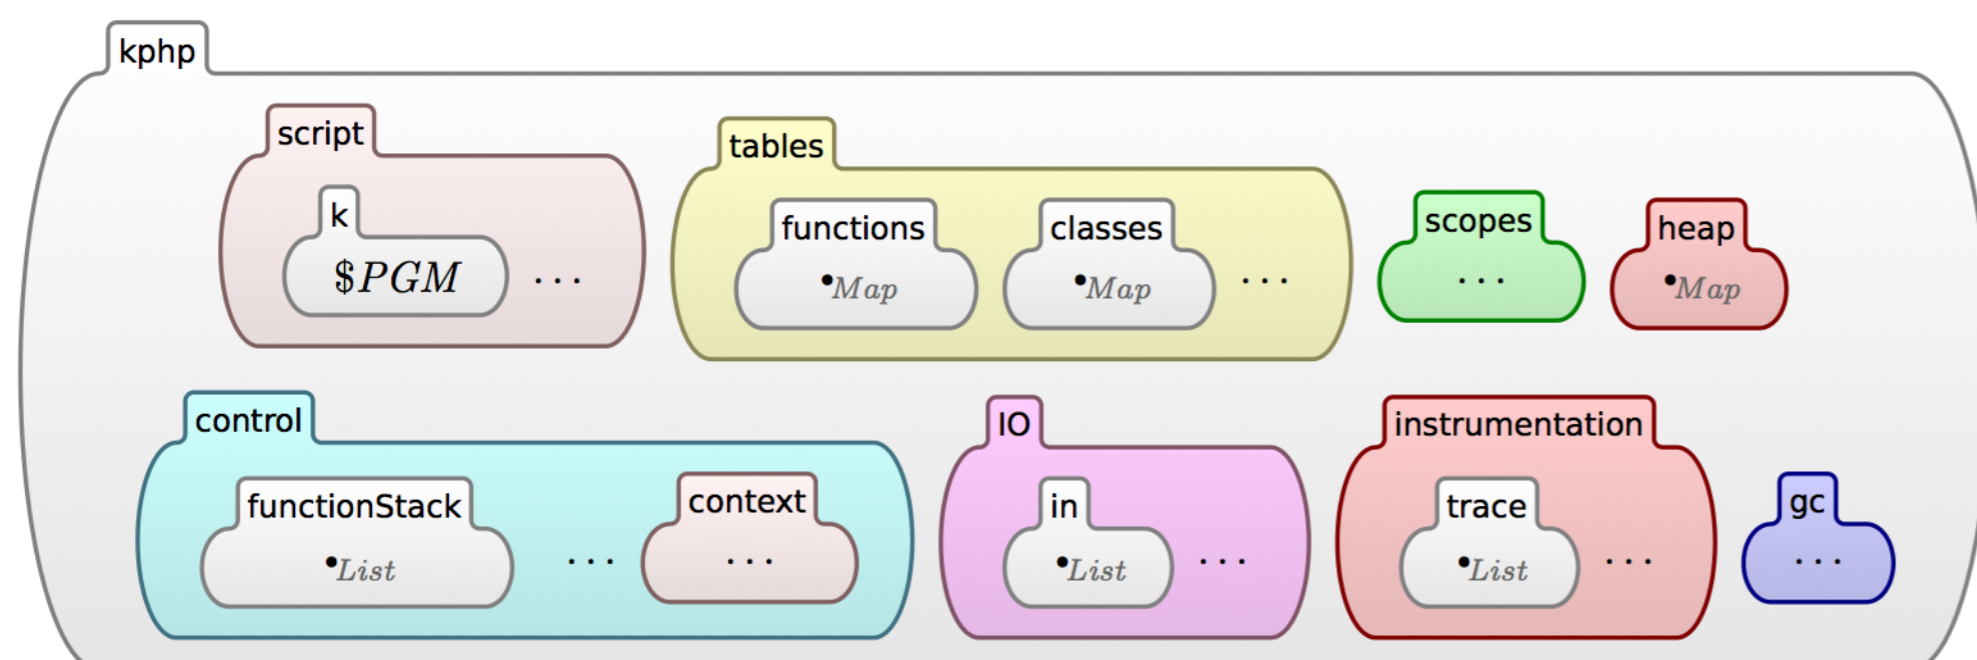 kphp
script
tables
k
functions
classes
scopes
heap
$PGM
...
•Map
•Map
...
...
•Map
control
IO
instrumentation
functionStack
context
in
trace
gc
•List
...
...
•List
...
•List
...
...